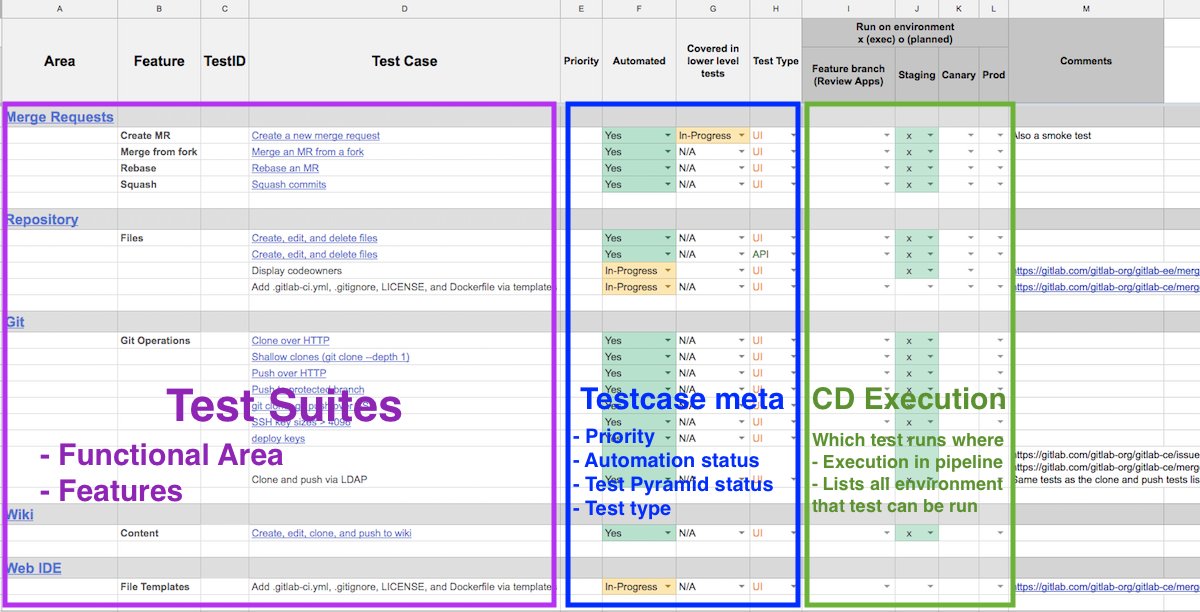 A B C D E F G H I J K L M
Run on environment
x (exec) o (planned)
Area Feature TestID Test Case Priority Automated Covered in lower level tests Test Type Feature branch (Review Apps) Staging Canary Prod Comments
Merge Requests
Create MR Create a new merge request Yes In-Progress UI x Also a smoke test
Merge from fork Merge an MR from a fork Yes N/A UI x
Rebase Rebase an MR Yes N/A UI x
Squash Squash commits Yes N/A UI x
Repository
Files Create, edit, and delete files Yes N/A UI x
Create, edit, and delete files Yes N/A API x
Display codeowners In-Progress UI x https://gitlab.com/gitlab-org/gitlab-ee/merg
Add .gitlab-ci.yml, .gitignore, LICENSE, and Dockerfile via template In-Progress N/A UI https://gitlab.com/gitlab-org/gitlab-ce/merge
Git
Git Operations Clone over HTTP Yes N/A UI x
Shallow clones (git clone --depth 1) Yes N/A UI x
Push over HTTP Yes N/A UI x
Push to protected branch
Test Suites
Testcase meta
CD Execution
SSH key sizes > 4096 Yes N/A UI x
deploy keys Yes N/A UI x
- Functional Area
- Features
- Priority
- Automation status
- Test Pyramid status
- Test type
Which test runs where
- Execution in pipeline
- Lists all environment
that test can be run
https://gitlab.com/gitlab-org/gitlab-ce/issue
https://gitlab.com/gitlab-org/gitlab-ce/merg
Clone and push via LDAP Same tests as the clone and push tests lis
Wiki
Content Create, edit, clone, and push to wiki Yes N/A UI x
Web IDE
File Templates Add .gitlab-ci.yml, .gitignore, LICENSE, and Dockerfile via template In-Progress N/A UI https://gitlab.com/gitlab-org/gitlab-ce/merge